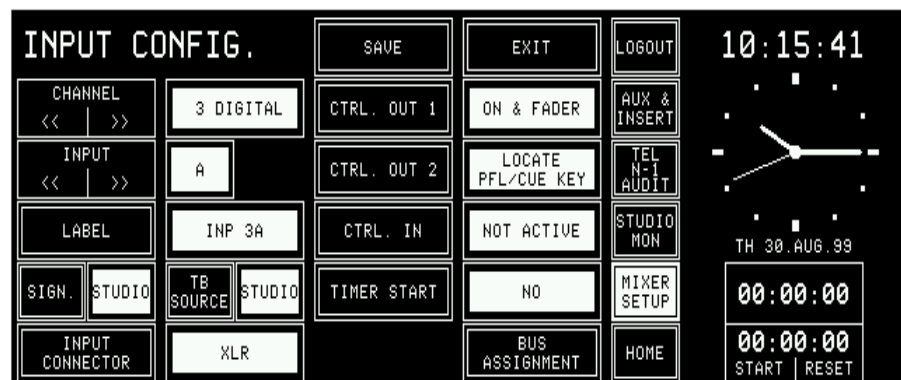 INPUT CONFIG.
SAVE
EXIT
LOGOUT
10:15:41
CHANNEL
<< >>
3 DIGITAL
CTRL. OUT 1
ON & FADER
AUX &
INSERT
INPUT
<< >>
A
CTRL. OUT 2
LOCATE
PFL/CUE KEY
TEL
N-1
AUDIT
LABEL
INP 3A
CTRL. IN
NOT ACTIVE
STUDIO
MON
TH 30.AUG.99
SIGN.
STUDIO
TB
SOURCE
STUDIO
TIMER START
NO
MIXER
SETUP
00:00:00
INPUT
CONNECTOR
XLR
BUS
ASSIGNMENT
HOME
00:00:00
START RESET